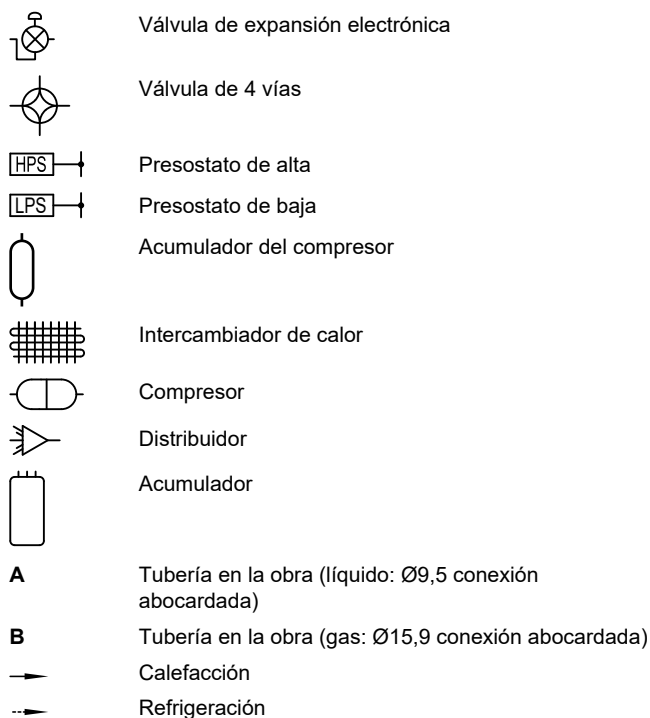 Válvula de expansión electrónica
Válvula de 4 vías
HPS Presostato de alta
LPS Presostato de baja
Acumulador del compresor
Intercambiador de calor
Compresor
Distribuidor
Acumulador
A Tubería en la obra (líquido: Ø9,5 conexión
abocardada)
B Tubería en la obra (gas: Ø15,9 conexión abocardada)
Calefacción
Refrigeración